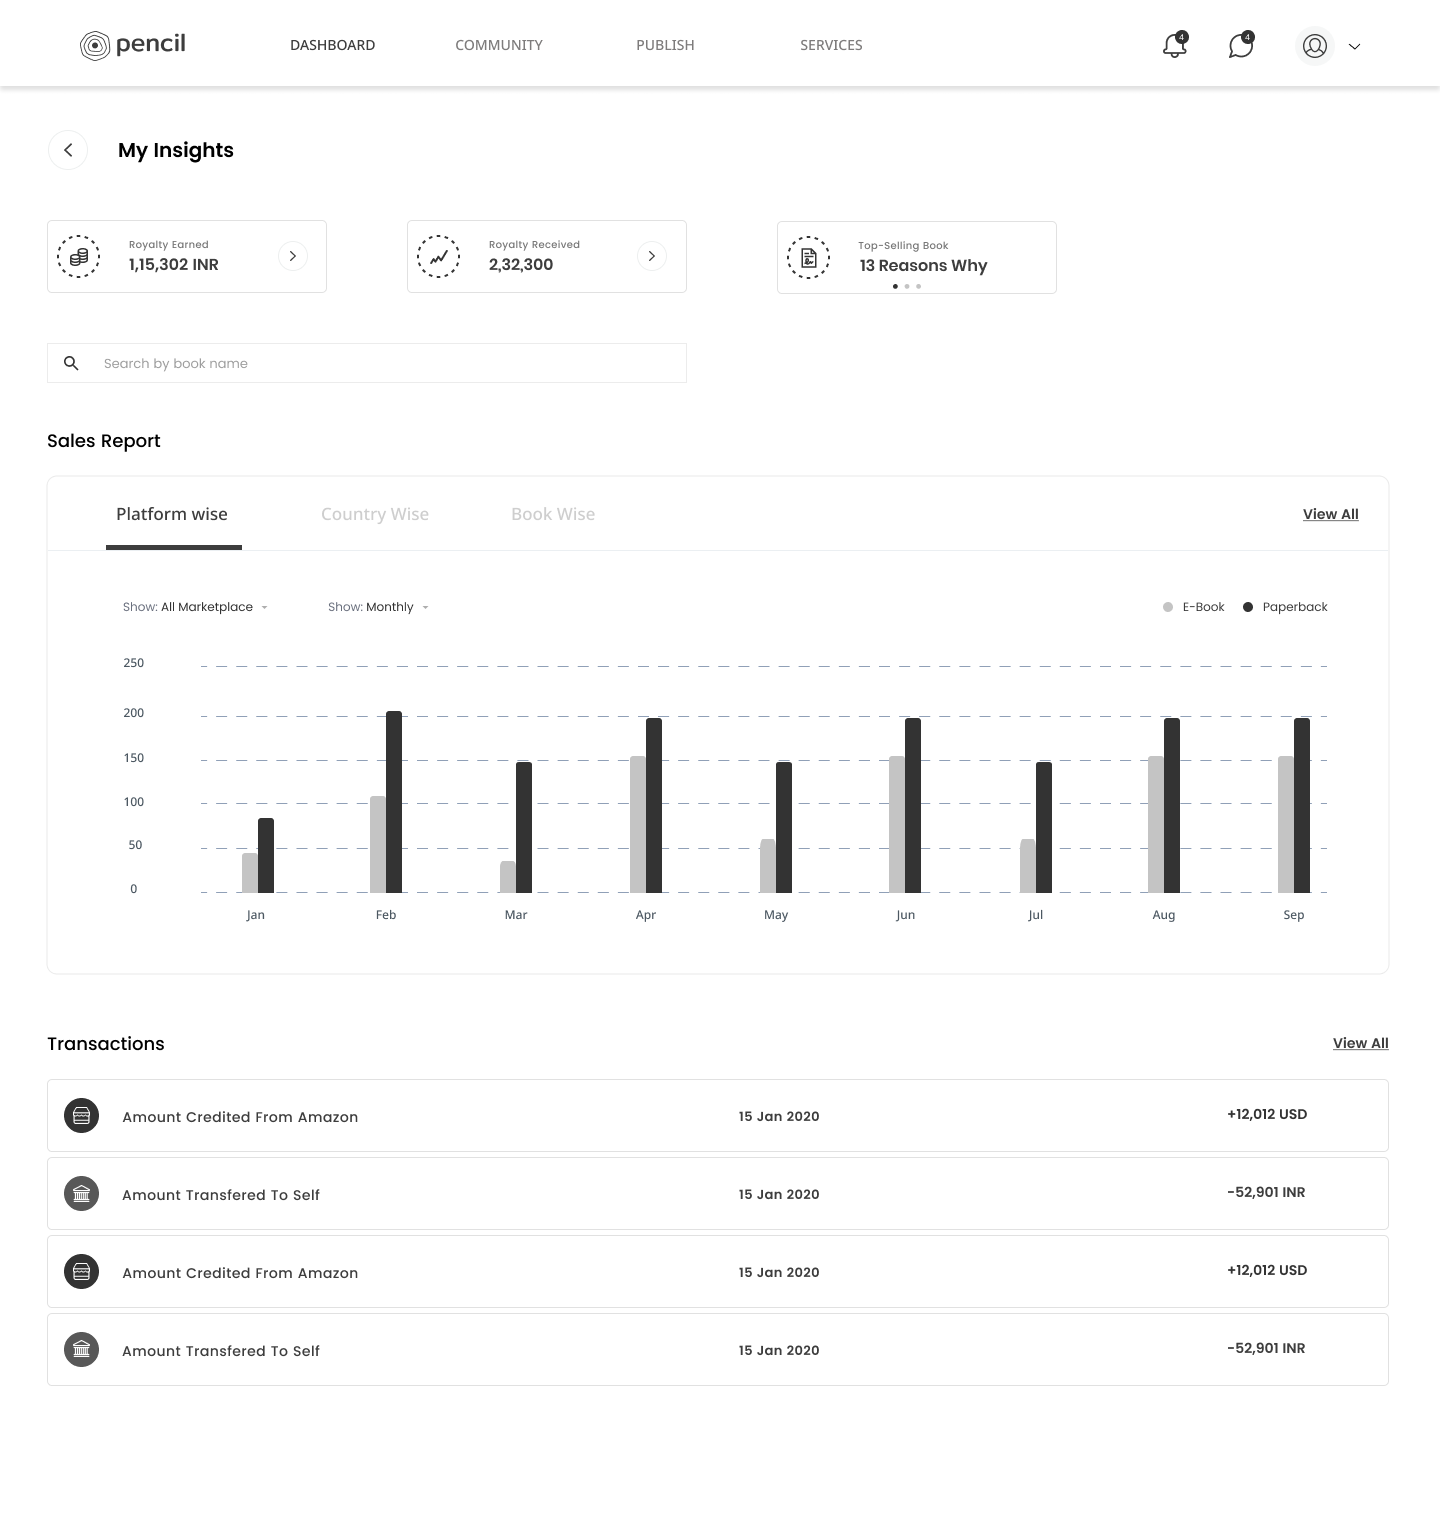 pencil
DASHBOARD COMMUNITY PUBLISH SERVICES 4 4
My Insights
Royalty Earned
1,15,302 INR
Royalty Received
2,32,300
Top-Selling Book
13 Reasons Why
Search by book name
Sales Report
Platform wise Country Wise Book Wise View All
Show: All Marketplace Show: Monthly E-Book Paperback
250
200
150
100
50
0
Jan Feb Mar Apr May Jun Jul Aug Sep
Transactions View All
Amount Credited From Amazon 15 Jan 2020 +12,012 USD
Amount Transfered To Self 15 Jan 2020 -52,901 INR
Amount Credited From Amazon 15 Jan 2020 +12,012 USD
Amount Transfered To Self 15 Jan 2020 -52,901 INR